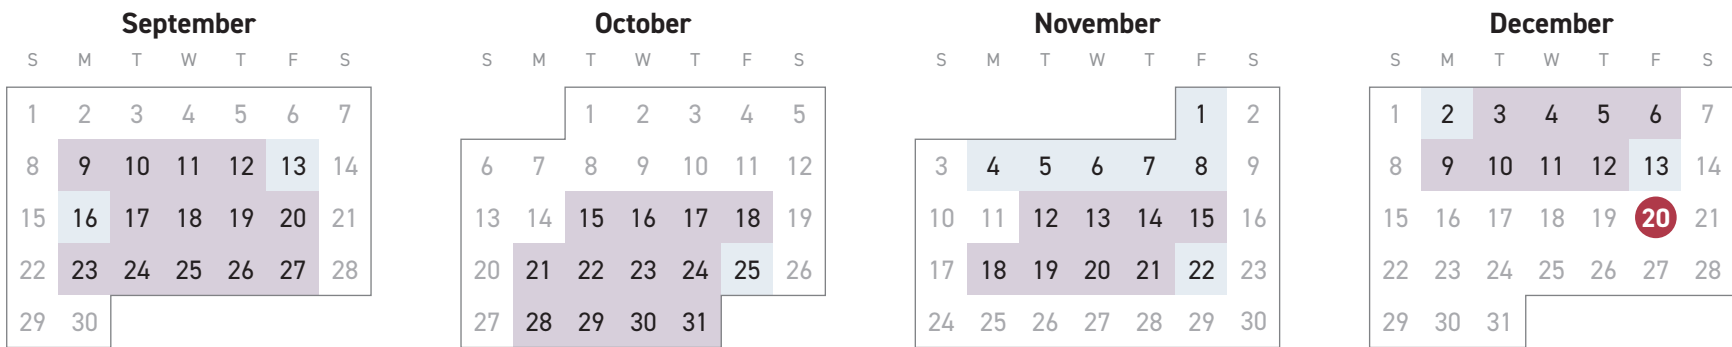 September
S M T W T F S
1 2 3 4 5 6 7
8 9 10 11 12 13 14
15 16 17 18 19 20 21
22 23 24 25 26 27 28
29 30
October
S M T W T F S
1 2 3 4 5
6 7 8 9 10 11 12
13 14 15 16 17 18 19
20 21 22 23 24 25 26
27 28 29 30 31
November
S M T W T F S
1 2
3 4 5 6 7 8 9
10 11 12 13 14 15 16
17 18 19 20 21 22 23
24 25 26 27 28 29 30
December
S M T W T F S
1 2 3 4 5 6 7
8 9 10 11 12 13 14
15 16 17 18 19 20 21
22 23 24 25 26 27 28
29 30 31